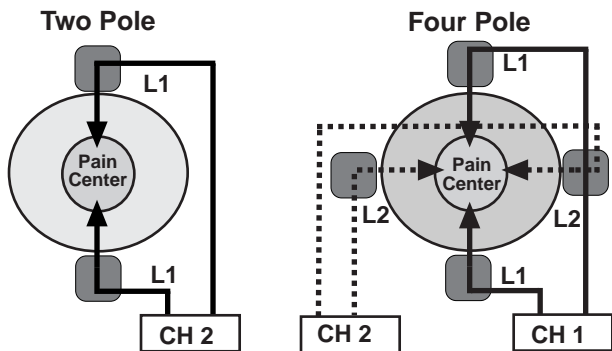 Two Pole
L1
Pain
Center
L1
CH 2
Four Pole
L1
Pain
Center
L2
L2
L1
CH 2
CH 1